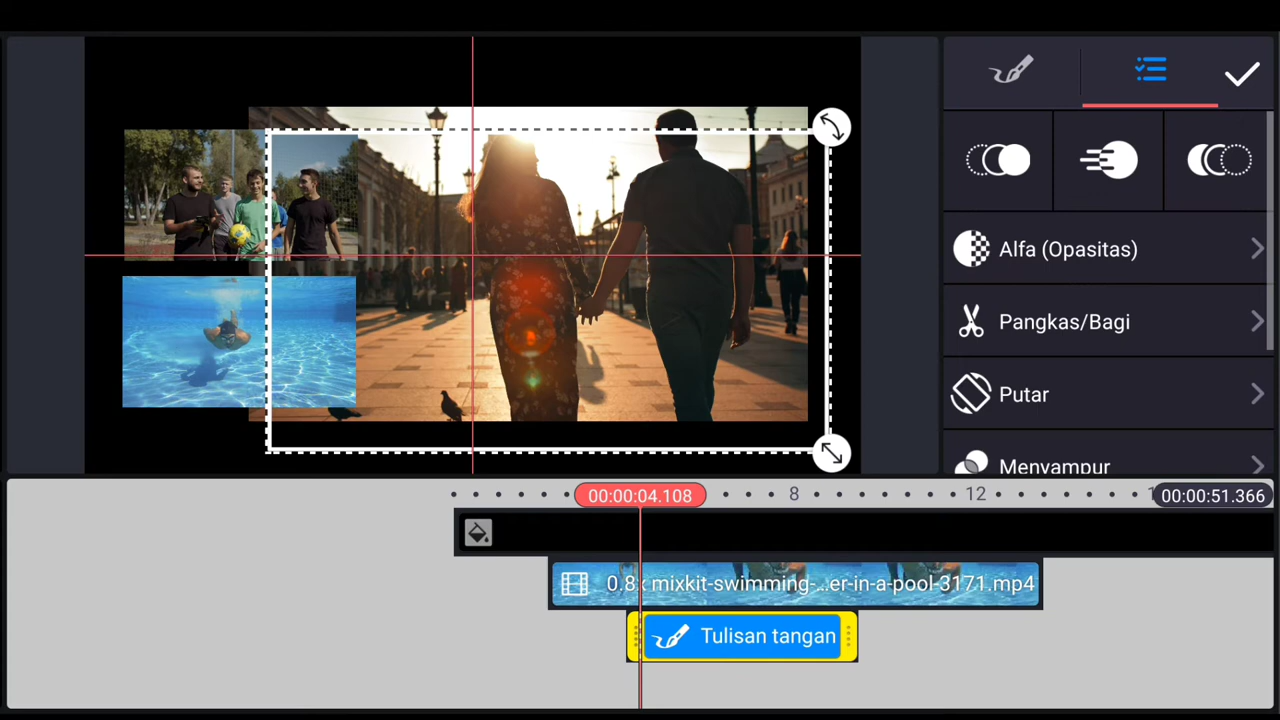 Alfa (Opasitas)
Pangkas/Bagi
Putar
Menyampur
00:00:04.108
8
12
00:00:51.366
0.8x mixkit-swimming-...er-in-a-pool-3171.mp4
Tulisan tangan